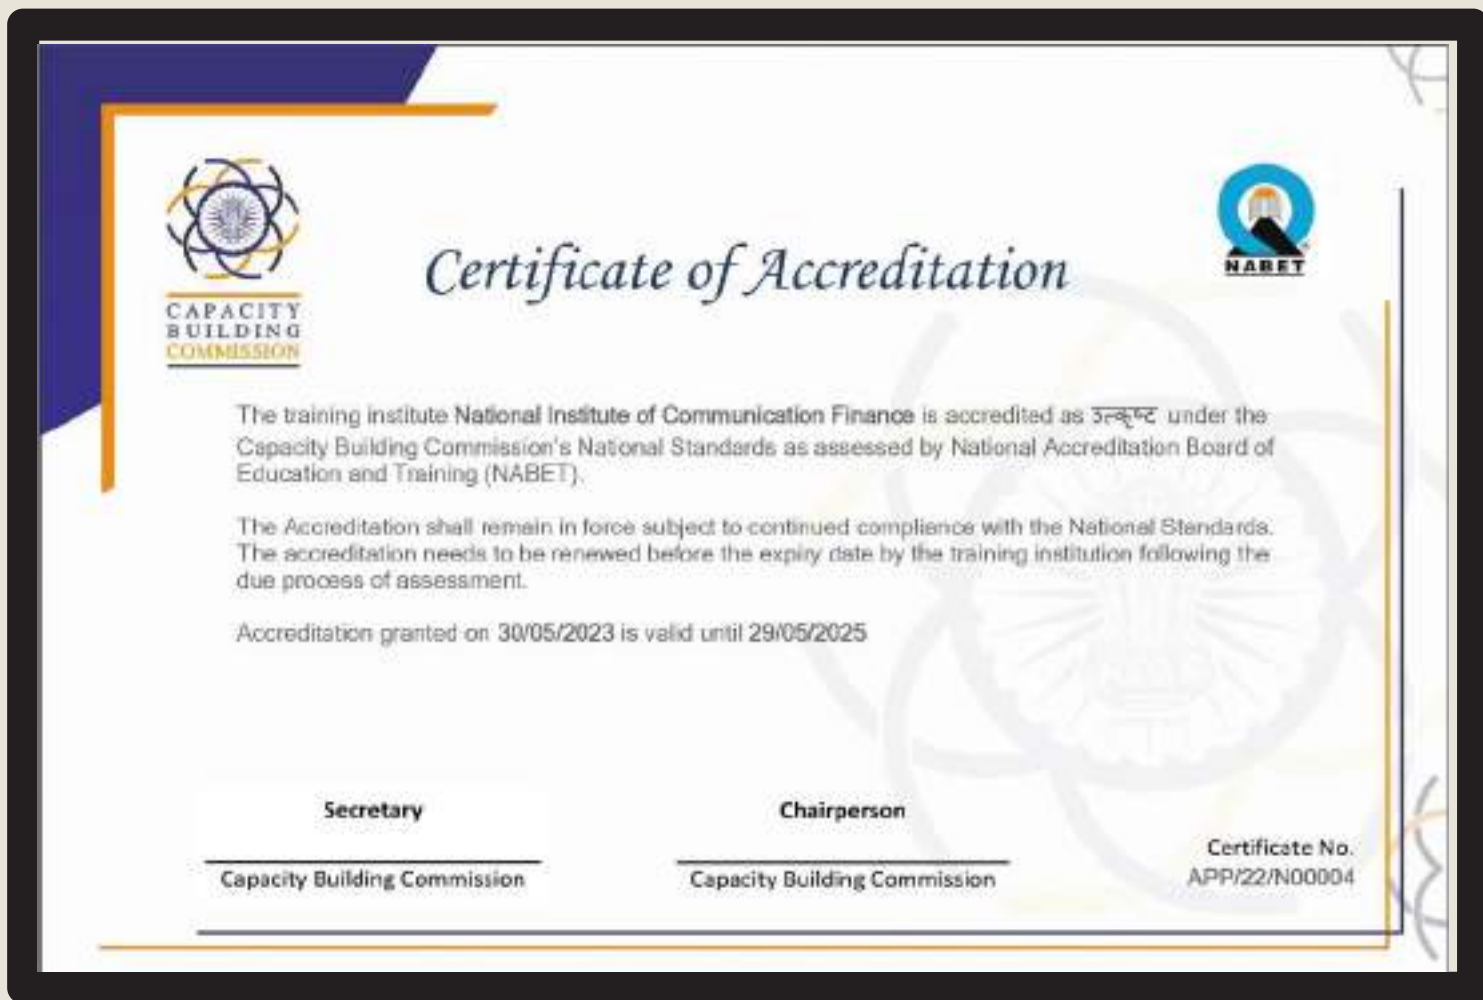 CAPACITY
BUILDING
COMMISSION
NABET
Certificate of Accreditation
The training institute National Institute of Communication Finance is accredited as उत्कृष्ट under the
Capacity Building Commission's National Standards as assessed by National Accreditation Board of
Education and Training (NABET).
The Accreditation shall remain in force subject to continued compliance with the National Standards.
The accreditation needs to be renewed before the expiry date by the training institution following the
due process of assessment.
Accreditation granted on 30/05/2023 is valid until 29/05/2025
Secretary
Capacity Building Commission
Chairperson
Capacity Building Commission
Certificate No.
APP/22/N00004